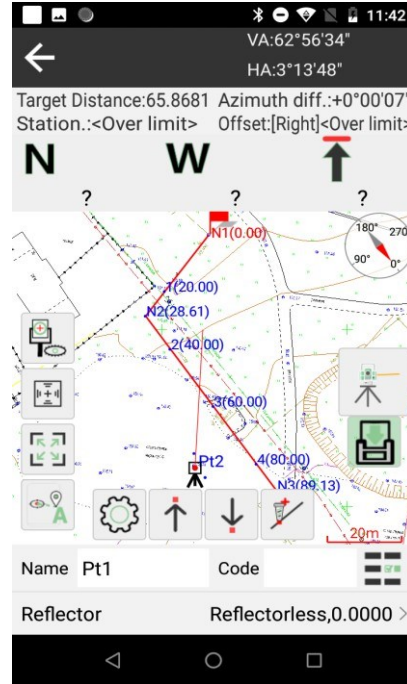 11:42
VA:62°56'34"
HA:3°13'48"
Target Distance:65.8681 Azimuth diff.:+0°00'07"
Station.:<Over limit> Offset:[Right]<Over limit>
N W
? ? ?
N1(0.00)
180° 270
90° 0°
1(20.00)
N2(28.61)
2(40.00)
3(60.00)
Pt2
4(80.00)
N3(89.13)
A
20m
Name Pt1 Code
Reflector Reflectorless,0.0000 >